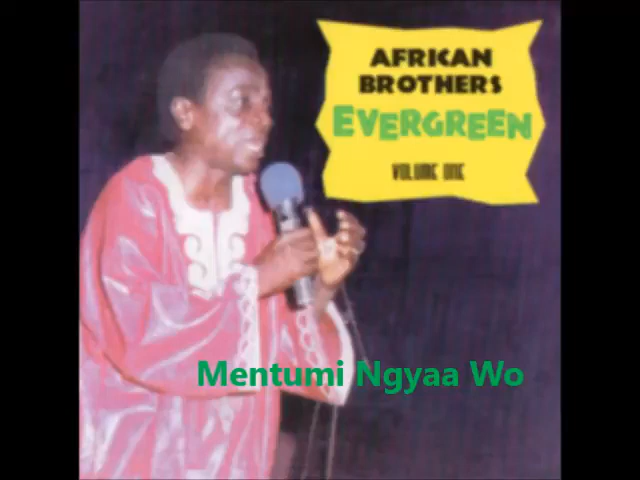 AFRICAN
BROTHERS
EVERGREEN
VOLUME ONE
Mentumi Ngyaa Wo